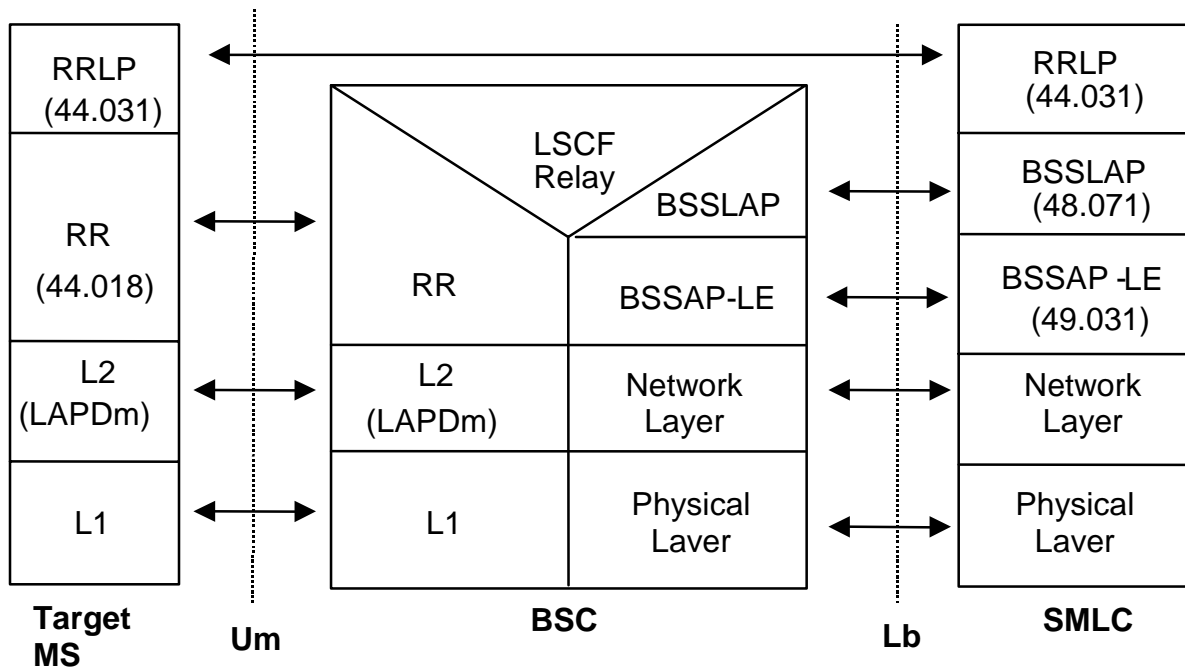 RRLP
(44.031)
RR
(44.018)
L2
(LAPDm)
L1
Target
MS
Um
LSCF
Relay
BSSLAP
RR
BSSAP-LE
L2
(LAPDm)
Network
Layer
L1
Physical
Laver
BSC
Lb
RRLP
(44.031)
BSSLAP
(48.071)
BSSAP -LE
(49.031)
Network
Layer
Physical
Laver
SMLC